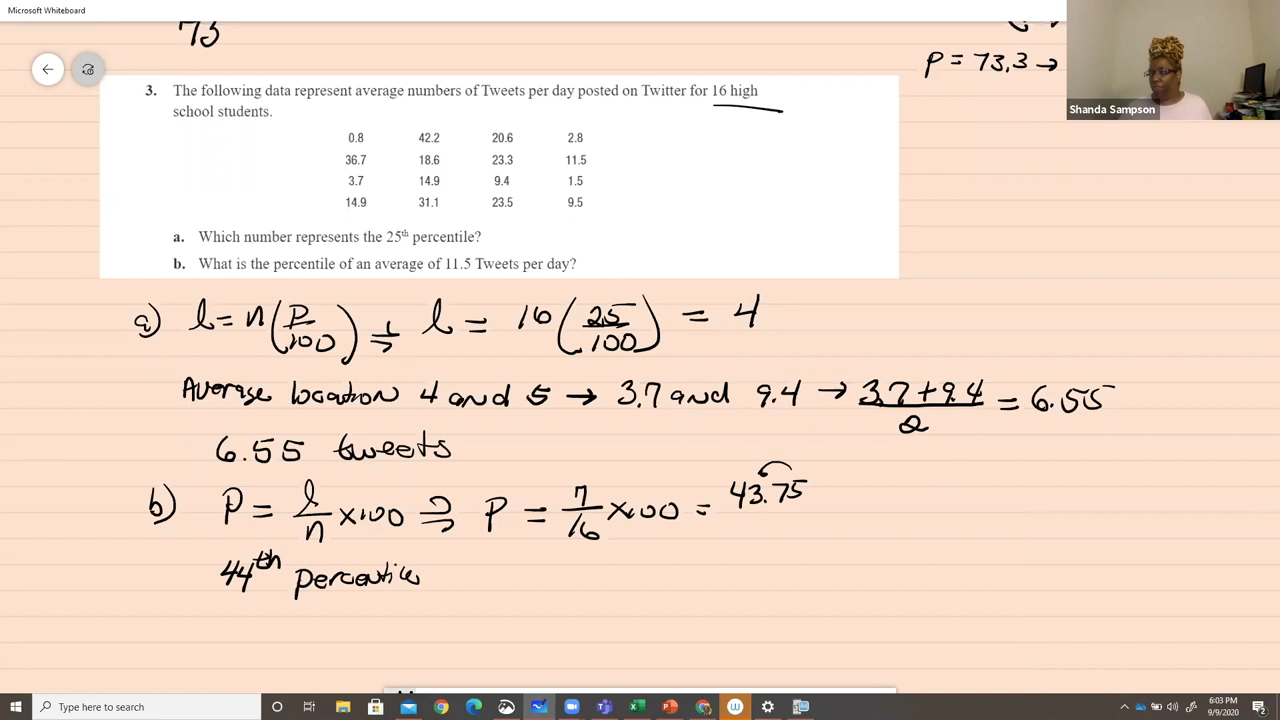 Microsoft Whiteboard
73
P = 73.3 →
Shanda Sampson
3. The following data represent average numbers of Tweets per day posted on Twitter for 16 high
school students.
0.8 42.2 20.6 2.8
36.7 18.6 23.3 11.5
3.7 14.9 9.4 1.5
14.9 31.1 23.5 9.5
a. Which number represents the 25th percentile?
b. What is the percentile of an average of 11.5 Tweets per day?
a) l = n(P/100) ⇒ l = 16(25/100) = 4
Average location 4 and 5 → 3.7 and 9.4 → 3.7+9.4/2 = 6.55
6.55 tweets
b) P = l/n ×100 ⇒ P = 7/16 ×100 = 43.75
44th percentile
Type here to search
6:03 PM
9/9/2020
2